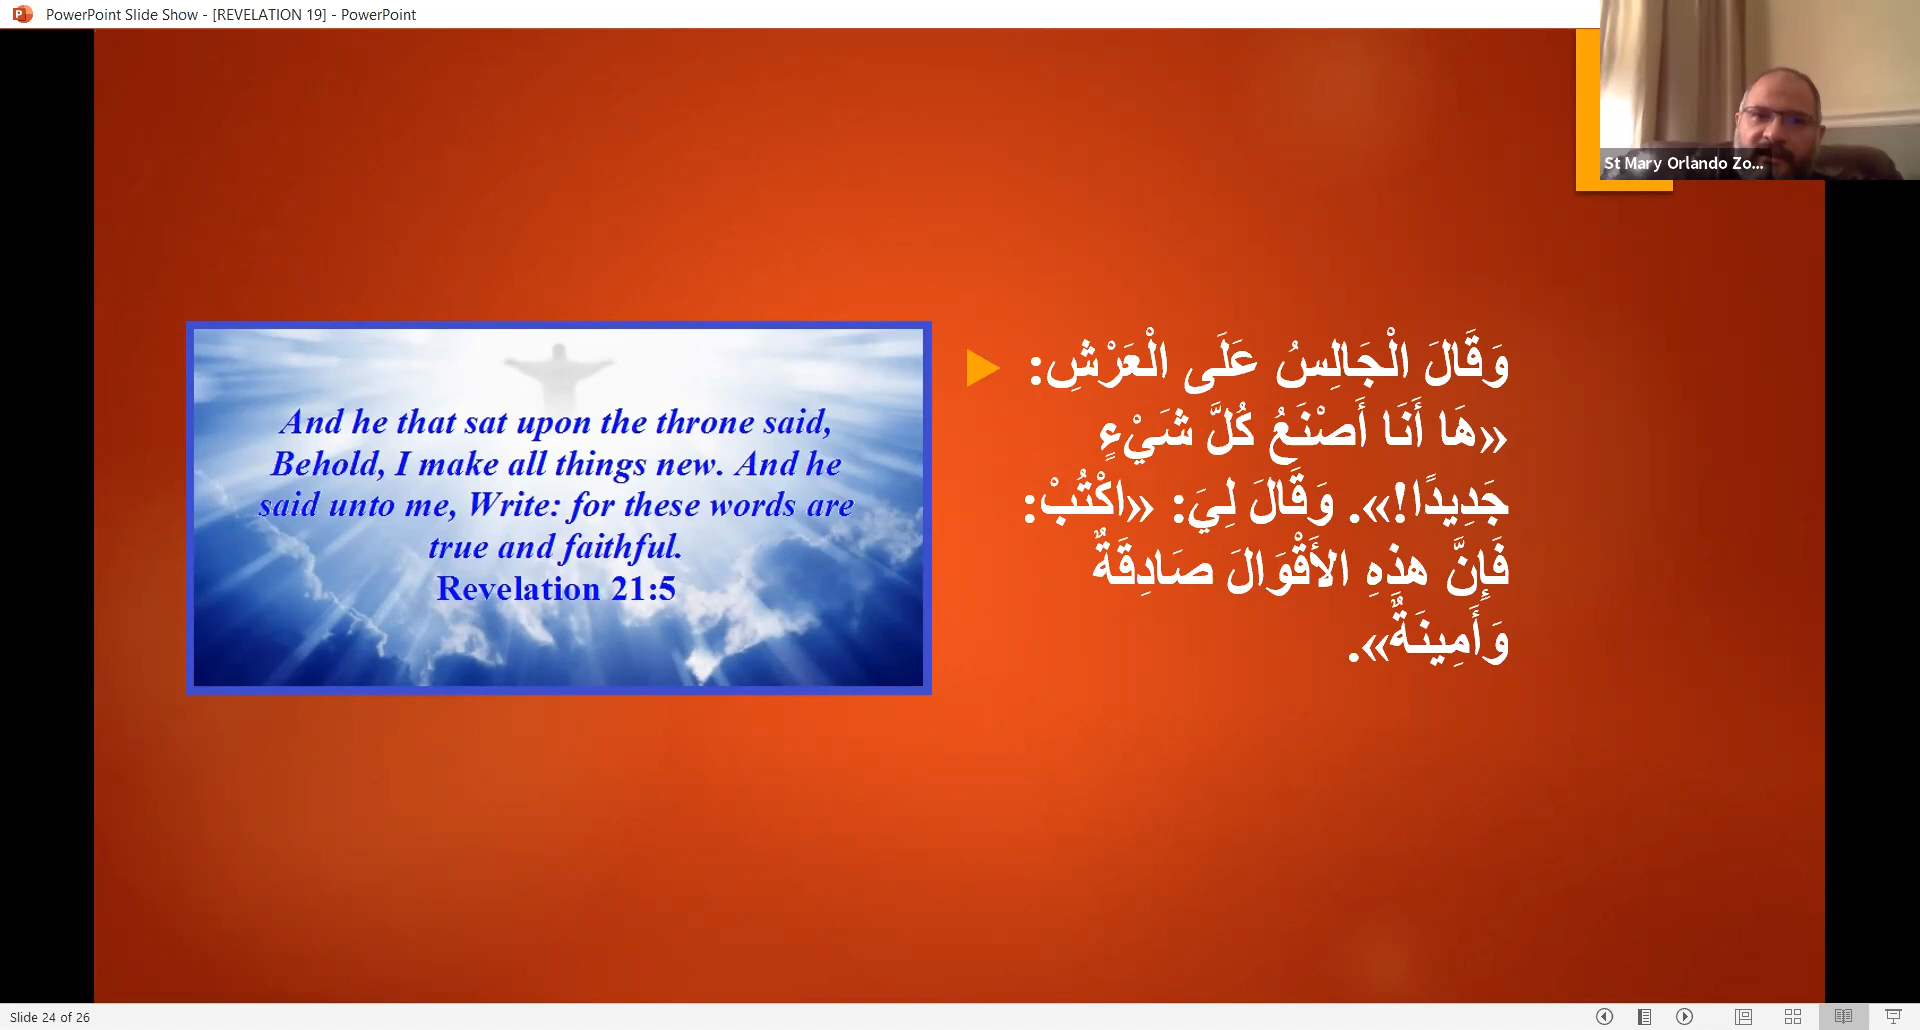 PowerPoint Slide Show - [REVELATION 19] - PowerPoint
St Mary Orlando Zo...
And he that sat upon the throne said,
Behold, I make all things new. And he
said unto me, Write: for these words are
true and faithful.
Revelation 21:5
وَقَالَ الْجَالِسُ عَلَى الْعَرْشِ:
«هَا أَنَا أَصْنَعُ كُلَّ شَيْءٍ
جَدِيدًا!». وَقَالَ لِيَ: «اكْتُبْ:
فَإِنَّ هذِهِ الأَقْوَالَ صَادِقَةٌ
وَأَمِينَةٌ».
Slide 24 of 26